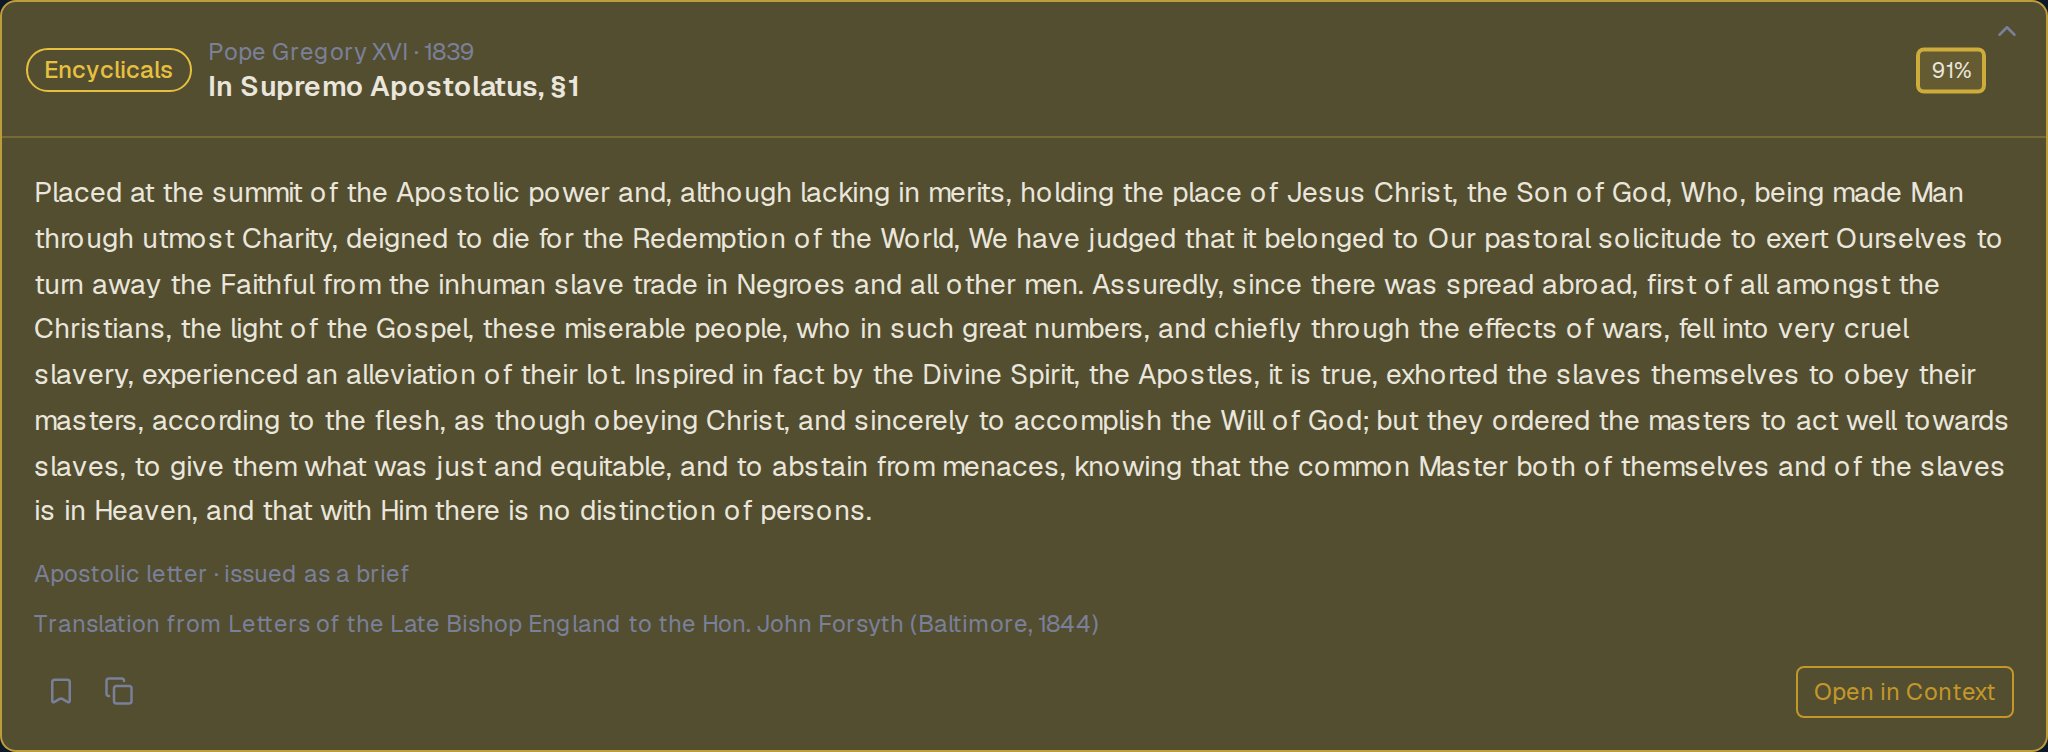 Encyclicals
Pope Gregory XVI · 1839
In Supremo Apostolatus, §1
91%
Placed at the summit of the Apostolic power and, although lacking in merits, holding the place of Jesus Christ, the Son of God, Who, being made Man
through utmost Charity, deigned to die for the Redemption of the World, We have judged that it belonged to Our pastoral solicitude to exert Ourselves to
turn away the Faithful from the inhuman slave trade in Negroes and all other men. Assuredly, since there was spread abroad, first of all amongst the
Christians, the light of the Gospel, these miserable people, who in such great numbers, and chiefly through the effects of wars, fell into very cruel
slavery, experienced an alleviation of their lot. Inspired in fact by the Divine Spirit, the Apostles, it is true, exhorted the slaves themselves to obey their
masters, according to the flesh, as though obeying Christ, and sincerely to accomplish the Will of God; but they ordered the masters to act well towards
slaves, to give them what was just and equitable, and to abstain from menaces, knowing that the common Master both of themselves and of the slaves
is in Heaven, and that with Him there is no distinction of persons.
Apostolic letter · issued as a brief
Translation from Letters of the Late Bishop England to the Hon. John Forsyth (Baltimore, 1844)
Open in Context